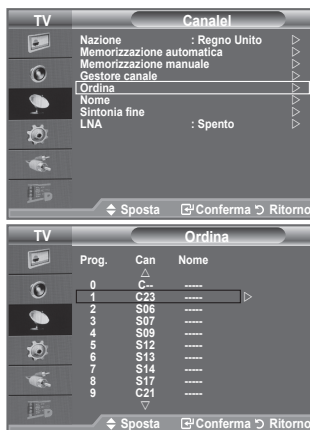 TV Canalel
Nazione : Regno Unito
Memorizzazione automatica
Memorizzazione manuale
Gestore canale
Ordina
Nome
Sintonia fine
LNA : Spento
Sposta Conferma Ritorno
TV Ordina
Prog. Can Nome
0 C-- -----
1 C23 -----
2 S06 -----
3 S07 -----
4 S09 -----
5 S12 -----
6 S13 -----
7 S14 -----
8 S17 -----
9 C21 -----
Sposta Conferma Ritorno